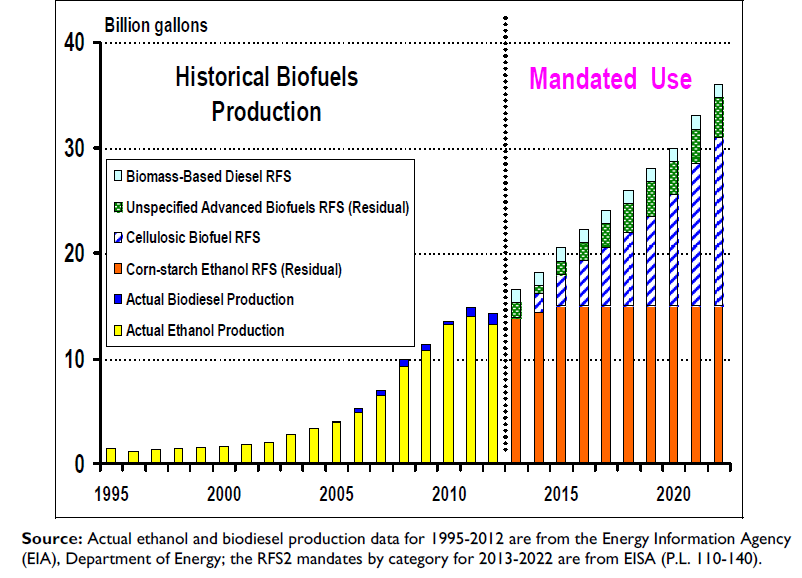 Billion gallons
40
Historical Biofuels
Production
Mandated Use
30
Biomass-Based Diesel RFS
Unspecified Advanced Biofuels RFS (Residual)
Cellulosic Biofuel RFS
Corn-starch Ethanol RFS (Residual)
Actual Biodiesel Production
Actual Ethanol Production
20
10
0
1995 2000 2005 2010 2015 2020
Source: Actual ethanol and biodiesel production data for 1995-2012 are from the Energy Information Agency
(EIA), Department of Energy; the RFS2 mandates by category for 2013-2022 are from EISA (P.L. 110-140).